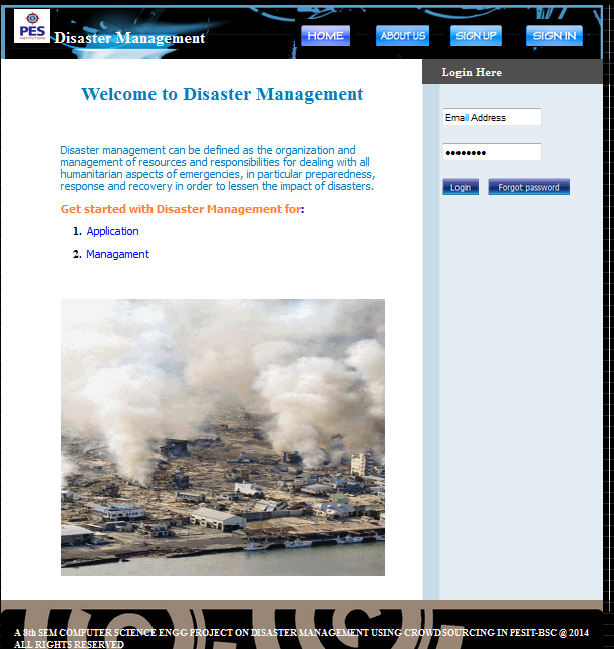 PES
INSTITUTIONS
Disaster Management
HOME
ABOUT US
SIGN UP
SIGN IN
Login Here
Welcome to Disaster Management
Email Address
••••••••
Login
Forgot password
Disaster management can be defined as the organization and
management of resources and responsibilities for dealing with all
humanitarian aspects of emergencies, in particular preparedness,
response and recovery in order to lessen the impact of disasters.
Get started with Disaster Management for:
1. Application
2. Managament
A 8th SEM COMPUTER SCIENCE ENGG PROJECT ON DISASTER MANAGEMENT USING CROWD SOURCING IN PESIT-BSC @ 2014
ALL RIGHTS RESERVED